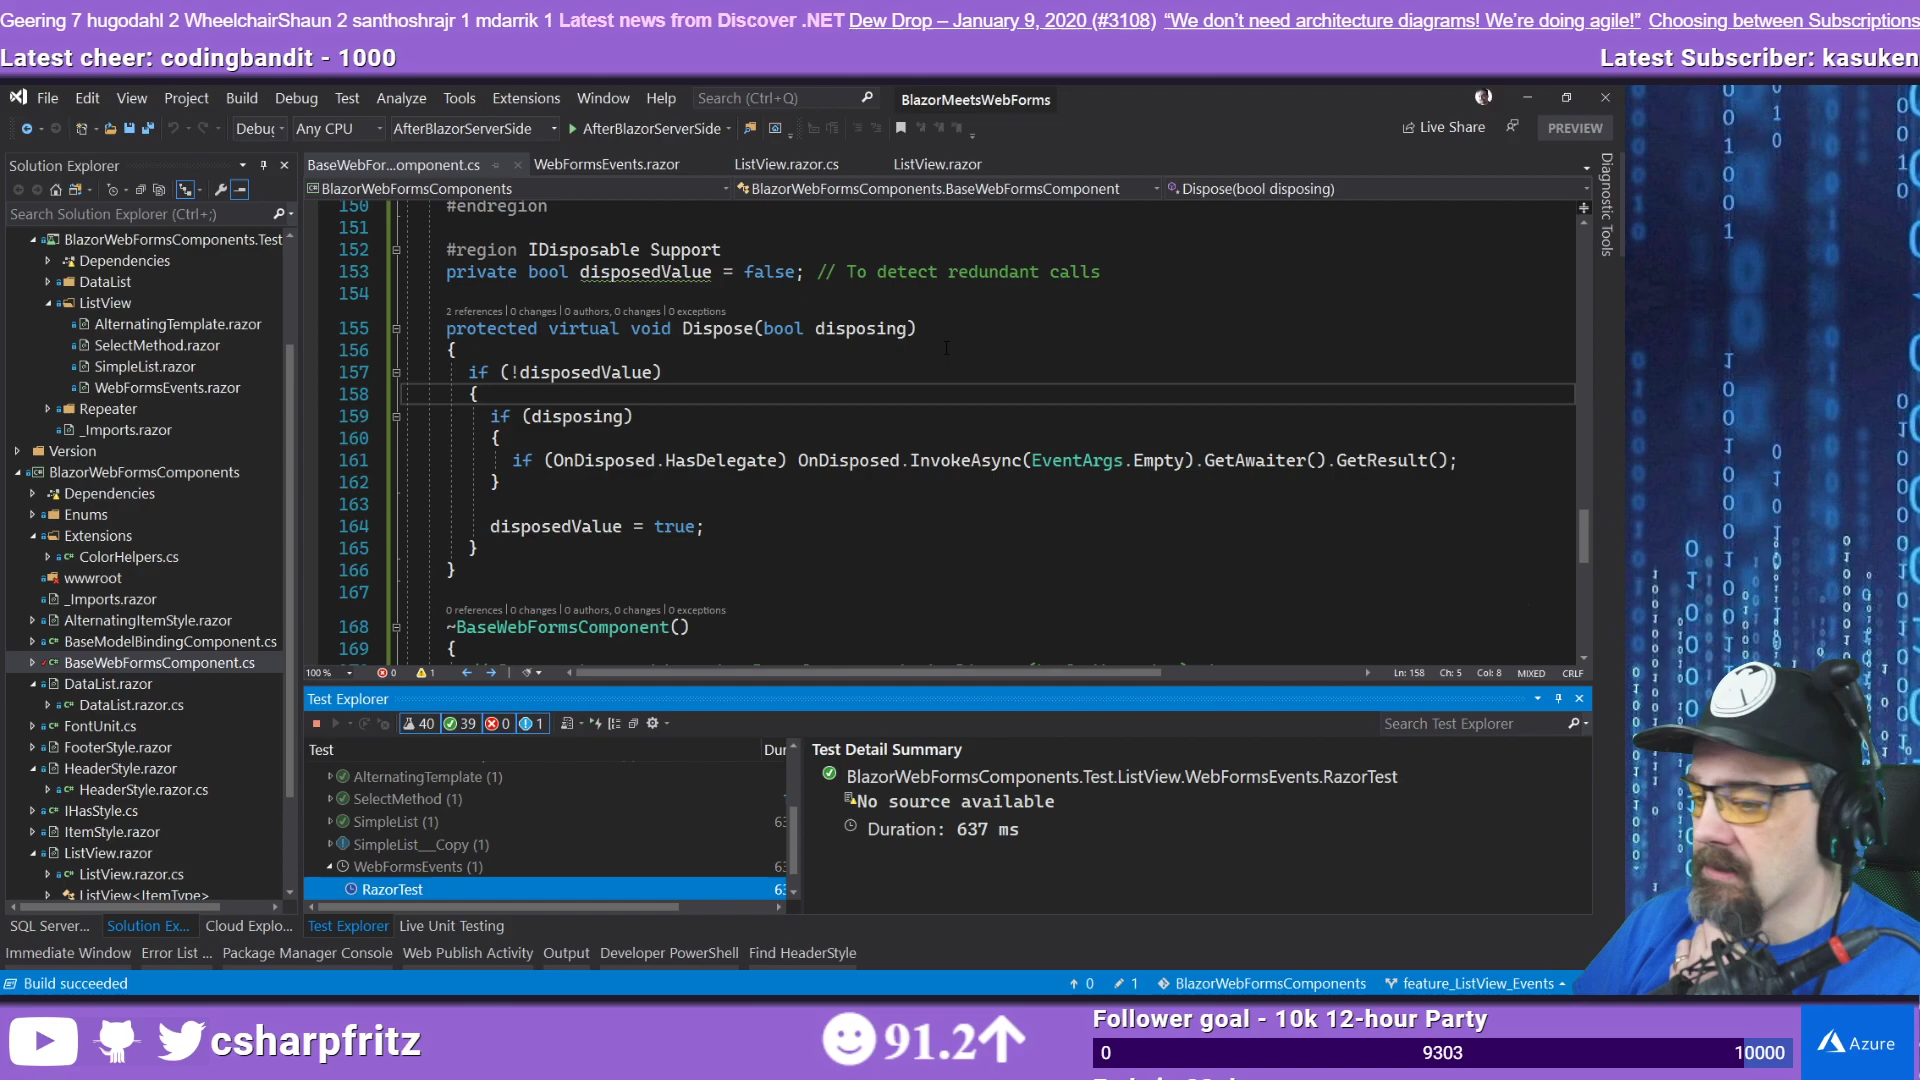 Geering 7 hugodahl 2 WheelchairShaun 2 santhoshrajr 1 mdarrik 1 Latest news from Discover .NET Dew Drop – January 9, 2020 (#3108) “We don’t need architecture diagrams! We’re doing agile!” Choosing between Subscriptions
Latest cheer: codingbandit - 1000
Latest Subscriber: kasuken
File Edit View Project Build Debug Test Analyze Tools Extensions Window Help Search (Ctrl+Q) BlazorMeetsWebForms
Debug Any CPU AfterBlazorServerSide AfterBlazorServerSide Live Share PREVIEW
Solution Explorer
Search Solution Explorer (Ctrl+;)
BlazorWebFormsComponents.Test
Dependencies
DataList
ListView
AlternatingTemplate.razor
SelectMethod.razor
SimpleList.razor
WebFormsEvents.razor
Repeater
_Imports.razor
Version
BlazorWebFormsComponents
Dependencies
Enums
Extensions
ColorHelpers.cs
wwwroot
_Imports.razor
AlternatingItemStyle.razor
BaseModelBindingComponent.cs
BaseWebFormsComponent.cs
DataList.razor
DataList.razor.cs
FontUnit.cs
FooterStyle.razor
HeaderStyle.razor
HeaderStyle.razor.cs
IHasStyle.cs
ItemStyle.razor
ListView.razor
ListView.razor.cs
ListView<ItemType>
SQL Server... Solution Ex... Cloud Explo...
BaseWebFor...omponent.cs WebFormsEvents.razor ListView.razor.cs ListView.razor
BlazorWebFormsComponents BlazorWebFormsComponents.BaseWebFormsComponent Dispose(bool disposing)
Diagnostic Tools
150 #endregion
151
152 #region IDisposable Support
153 private bool disposedValue = false; // To detect redundant calls
154
2 references | 0 changes | 0 authors, 0 changes | 0 exceptions
155 protected virtual void Dispose(bool disposing)
156 {
157 if (!disposedValue)
158 {
159 if (disposing)
160 {
161 if (OnDisposed.HasDelegate) OnDisposed.InvokeAsync(EventArgs.Empty).GetAwaiter().GetResult();
162 }
163
164 disposedValue = true;
165 }
166 }
167
0 references | 0 changes | 0 authors, 0 changes | 0 exceptions
168 ~BaseWebFormsComponent()
169 {
100% 0 1 Ln: 158 Ch: 5 Col: 8 MIXED CRLF
Test Explorer
40 39 0 1 Search Test Explorer
Test Dur
AlternatingTemplate (1)
SelectMethod (1)
SimpleList (1) 63
SimpleList__Copy (1)
WebFormsEvents (1) 63
RazorTest 63
Test Detail Summary
BlazorWebFormsComponents.Test.ListView.WebFormsEvents.RazorTest
No source available
Duration: 637 ms
Test Explorer Live Unit Testing
Immediate Window Error List ... Package Manager Console Web Publish Activity Output Developer PowerShell Find HeaderStyle
Build succeeded 0 1 BlazorWebFormsComponents feature_ListView_Events
csharpfritz
91.2
Follower goal - 10k 12-hour Party
0 9303 10000
Azure